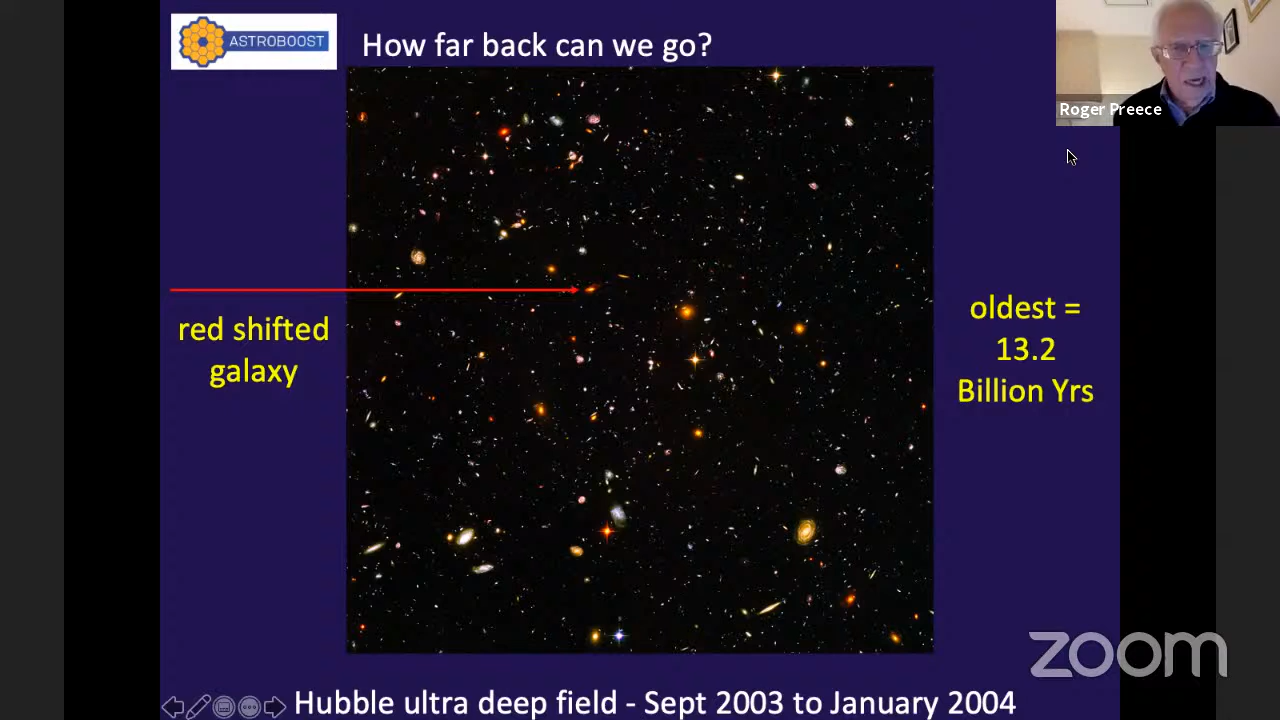 ASTROBOOST
How far back can we go?
Roger Preece
red shifted
galaxy
oldest =
13.2
Billion Yrs
Hubble ultra deep field - Sept 2003 to January 2004
zoom